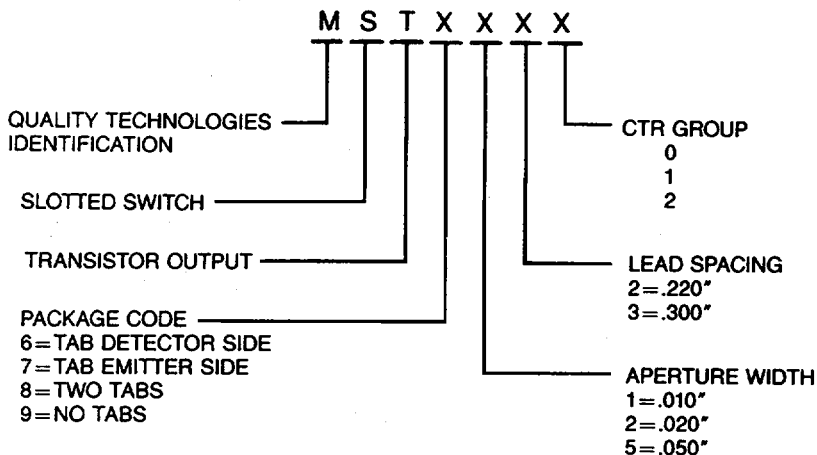 M S T X X X X
QUALITY TECHNOLOGIES
IDENTIFICATION
SLOTTED SWITCH
TRANSISTOR OUTPUT
PACKAGE CODE
6=TAB DETECTOR SIDE
7=TAB EMITTER SIDE
8=TWO TABS
9=NO TABS
CTR GROUP
0
1
2
LEAD SPACING
2=.220"
3=.300"
APERTURE WIDTH
1=.010"
2=.020"
5=.050"